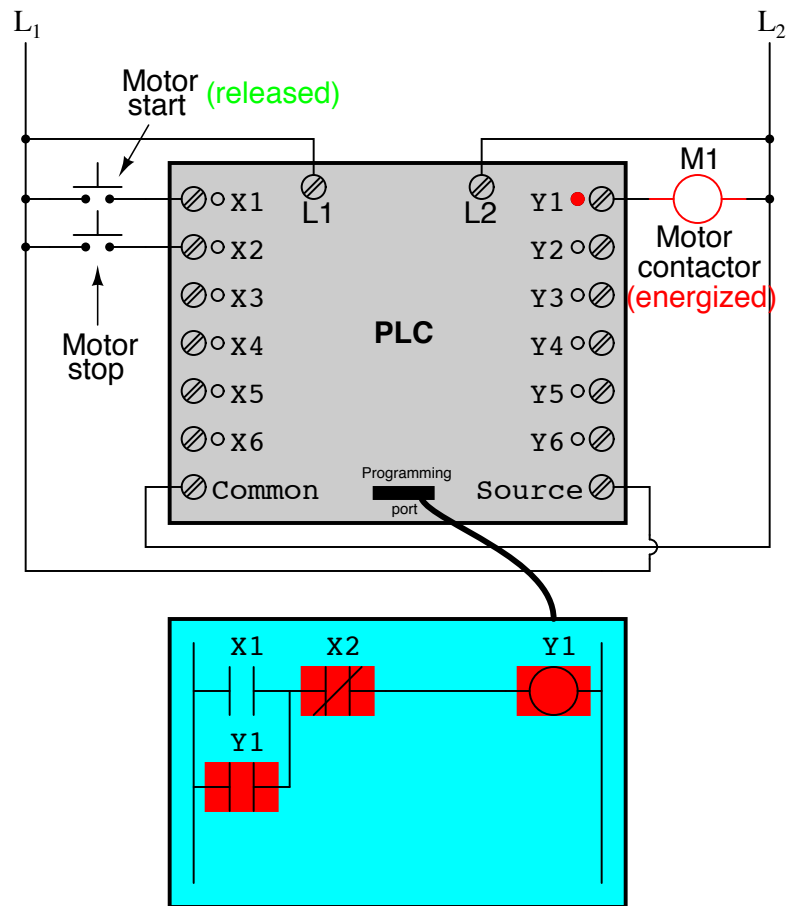 L1
L2
Motor
start
(released)
X1
X2
X3
X4
X5
X6
Common
L1
L2
PLC
Programming
port
Y1
Y2
Y3
Y4
Y5
Y6
Source
M1
Motor
contactor
(energized)
Motor
stop
X1
X2
Y1
Y1